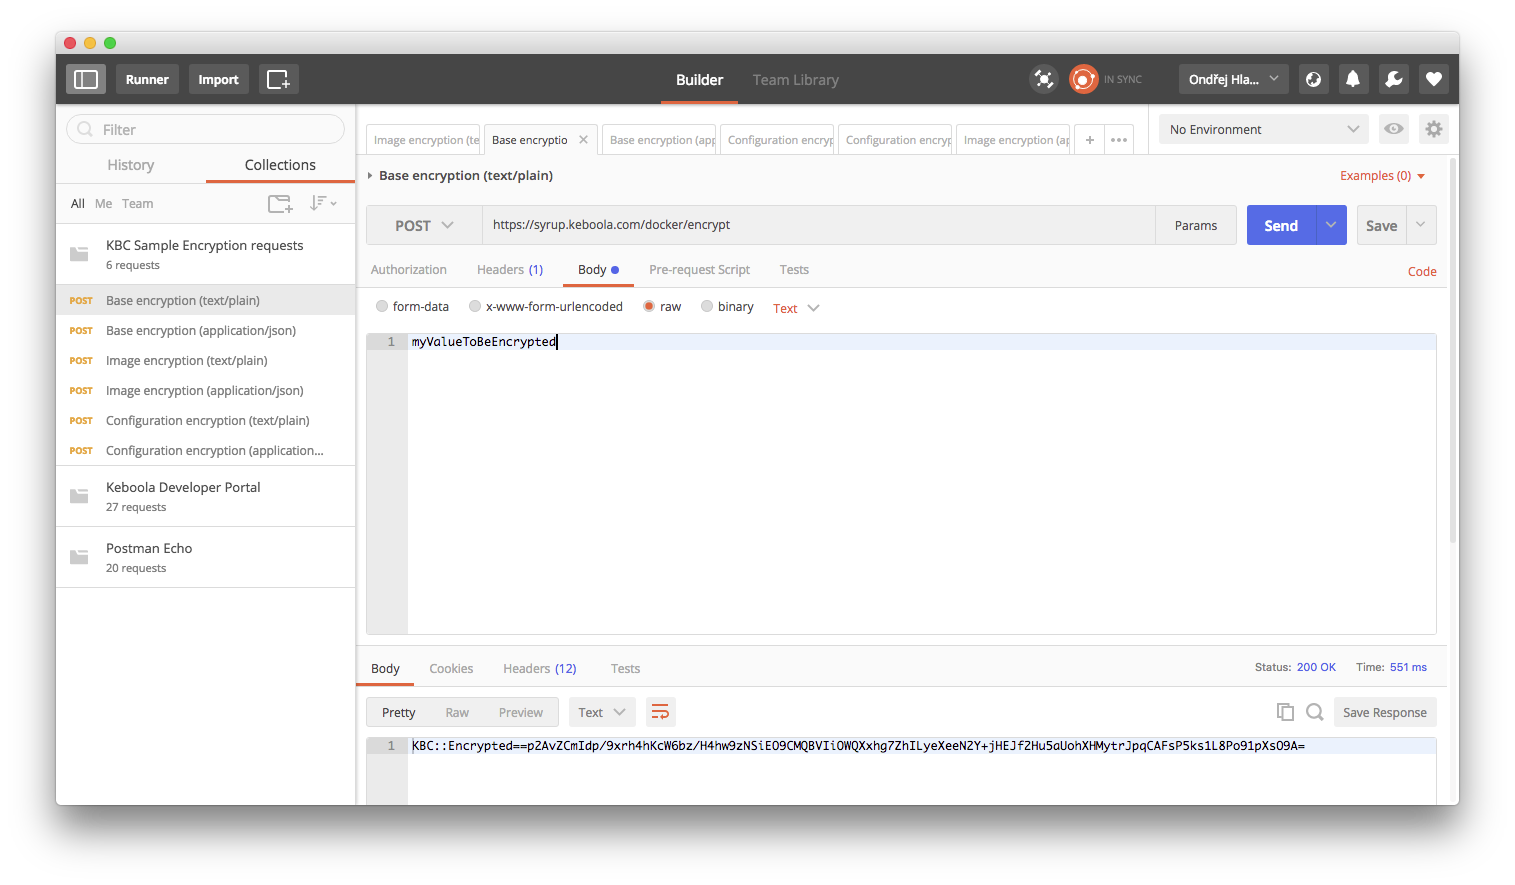 Runner Import Builder Team Library IN SYNC Ondřej Hla...
Filter
History Collections
All Me Team
KBC Sample Encryption requests
6 requests
POST Base encryption (text/plain)
POST Base encryption (application/json)
POST Image encryption (text/plain)
POST Image encryption (application/json)
POST Configuration encryption (text/plain)
POST Configuration encryption (application...
Keboola Developer Portal
27 requests
Postman Echo
20 requests
Image encryption (te Base encryptio Base encryption (app Configuration encryp Configuration encryp Image encryption (ap + •••
No Environment
Base encryption (text/plain) Examples (0)
POST https://syrup.keboola.com/docker/encrypt Params Send Save
Authorization Headers (1) Body Pre-request Script Tests Code
form-data x-www-form-urlencoded raw binary Text
1 myValueToBeEncrypted
Body Cookies Headers (12) Tests Status: 200 OK Time: 551 ms
Pretty Raw Preview Text Save Response
1 KBC::Encrypted==pZAvZCmIdp/9xrh4hKcW6bz/H4hw9zNSiEO9CMQBVIiOWQXxhg7ZhILyeXeeN2Y+jHEJfZHu5aUohXHMytrJpqCAFsP5ks1L8Po91pXsO9A=